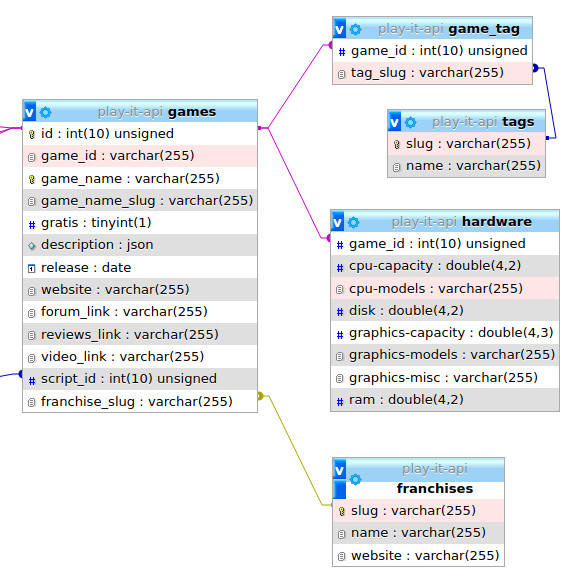 play-it-api games
id : int(10) unsigned
game_id : varchar(255)
game_name : varchar(255)
game_name_slug : varchar(255)
gratis : tinyint(1)
description : json
release : date
website : varchar(255)
forum_link : varchar(255)
reviews_link : varchar(255)
video_link : varchar(255)
script_id : int(10) unsigned
franchise_slug : varchar(255)
play-it-api game_tag
game_id : int(10) unsigned
tag_slug : varchar(255)
play-it-api tags
slug : varchar(255)
name : varchar(255)
play-it-api hardware
game_id : int(10) unsigned
cpu-capacity : double(4,2)
cpu-models : varchar(255)
disk : double(4,2)
graphics-capacity : double(4,3)
graphics-models : varchar(255)
graphics-misc : varchar(255)
ram : double(4,2)
play-it-api
franchises
slug : varchar(255)
name : varchar(255)
website : varchar(255)